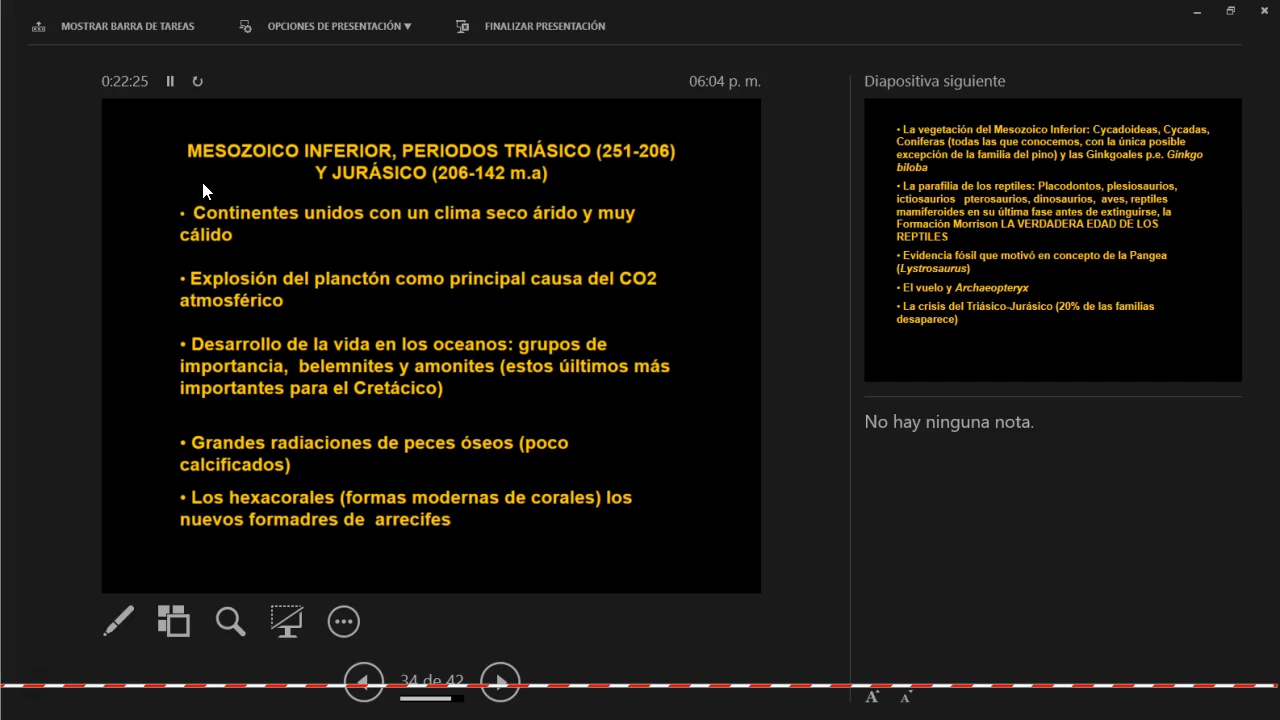 MOSTRAR BARRA DE TAREAS
OPCIONES DE PRESENTACIÓN ▼
FINALIZAR PRESENTACIÓN
0:22:25
06:04 p. m.
MESOZOICO INFERIOR, PERIODOS TRIÁSICO (251-206)
Y JURÁSICO (206-142 m.a)
• Continentes unidos con un clima seco árido y muy
cálido
• Explosión del planctón como principal causa del CO2
atmosférico
• Desarrollo de la vida en los oceanos: grupos de
importancia, belemnites y amonites (estos úiltimos más
importantes para el Cretácico)
• Grandes radiaciones de peces óseos (poco
calcificados)
• Los hexacorales (formas modernas de corales) los
nuevos formadres de arrecifes
34 de 42
Diapositiva siguiente
• La vegetación del Mesozoico Inferior: Cycadoideas, Cycadas,
Coníferas (todas las que conocemos, con la única posible
excepción de la familia del pino) y las Ginkgoales p.e. Ginkgo
biloba
• La parafilia de los reptiles: Placodontos, plesiosaurios,
ictiosaurios pterosaurios, dinosaurios, aves, reptiles
mamiferoides en su última fase antes de extinguirse, la
Formación Morrison LA VERDADERA EDAD DE LOS
REPTILES
• Evidencia fósil que motivó en concepto de la Pangea
(Lystrosaurus)
• El vuelo y Archaeopteryx
• La crisis del Triásico-Jurásico (20% de las familias
desaparece)
No hay ninguna nota.
A A